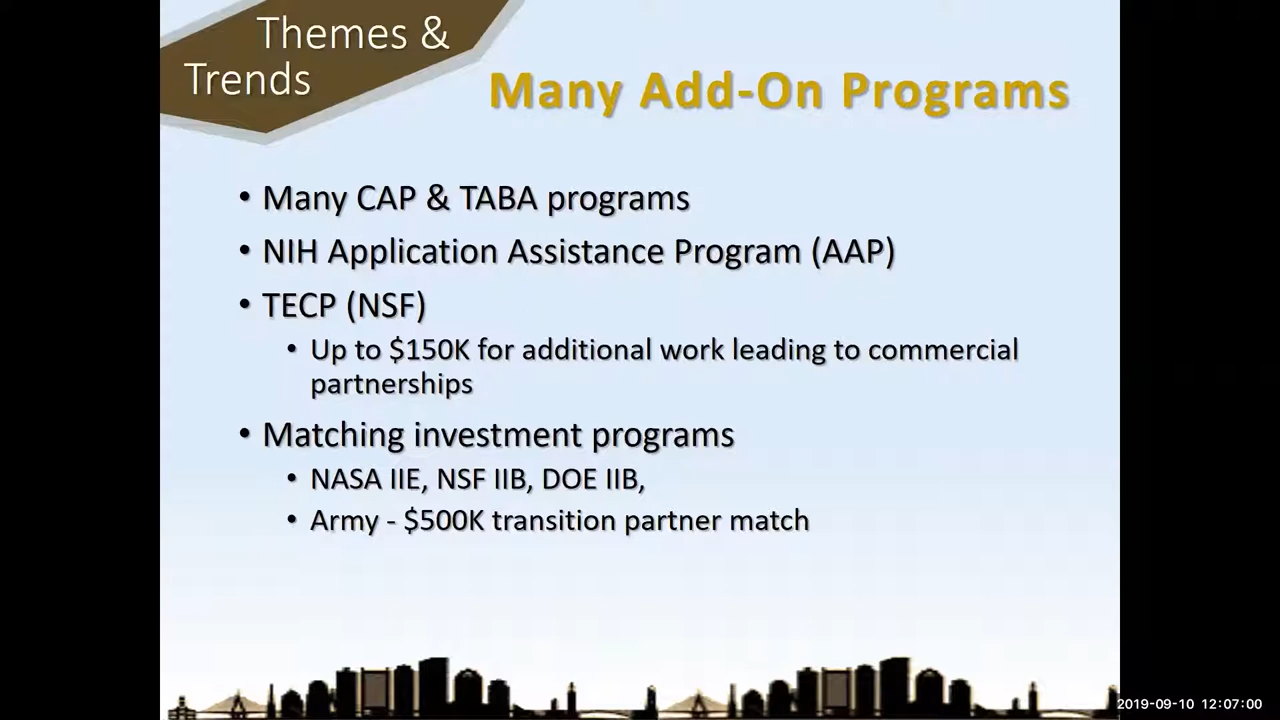 Themes &
Trends
Many Add-On Programs
• Many CAP & TABA programs
• NIH Application Assistance Program (AAP)
• TECP (NSF)
• Up to $150K for additional work leading to commercial
partnerships
• Matching investment programs
• NASA IIE, NSF IIB, DOE IIB,
• Army - $500K transition partner match
2019-09-10 12:07:00